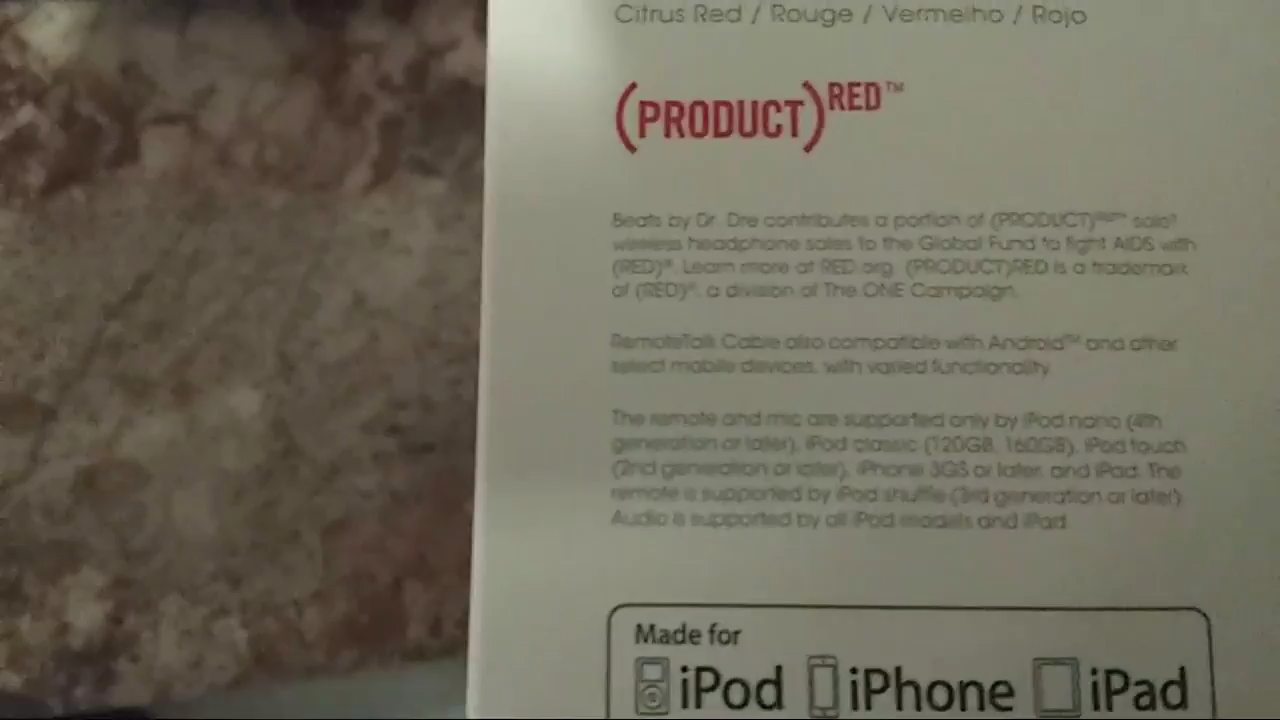 Citrus Red / Rouge / Vermelho / Rojo
(PRODUCT)RED™
Beats by Dr. Dre contributes a portion of (PRODUCT)RED™ solo²
wireless headphone sales to the Global Fund to fight AIDS with
(RED)®. Learn more at RED.org. (PRODUCT)RED is a trademark
of (RED)®, a division of The ONE Campaign.
RemoteTalk Cable also compatible with Android™ and other
select mobile devices, with varied functionality.
The remote and mic are supported only by iPod nano (4th
generation or later), iPod classic (120GB, 160GB), iPod touch
(2nd generation or later), iPhone 3GS or later, and iPad. The
remote is supported by iPod shuffle (3rd generation or later).
Audio is supported by all iPod models and iPad.
Made for
iPod iPhone iPad